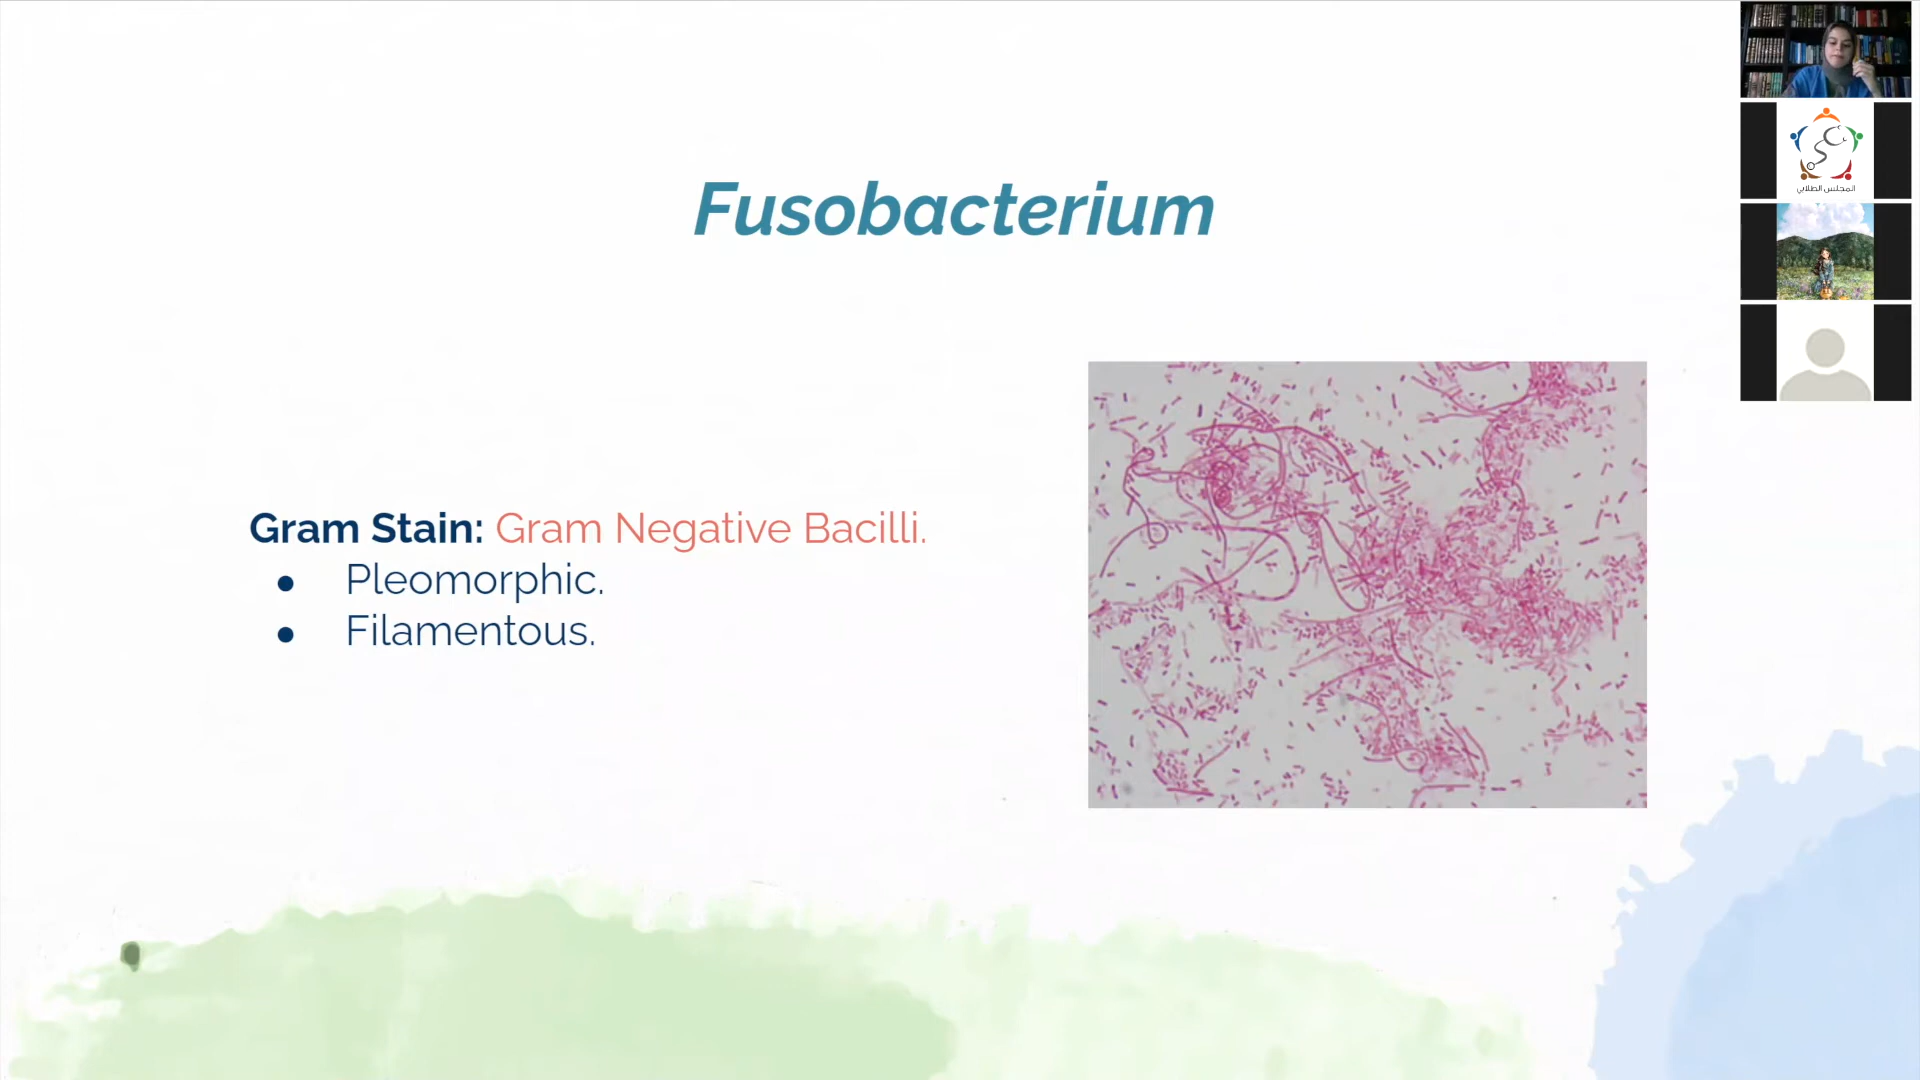 Fusobacterium
Gram Stain: Gram Negative Bacilli.
● Pleomorphic.
● Filamentous.
المجلس الطلابي